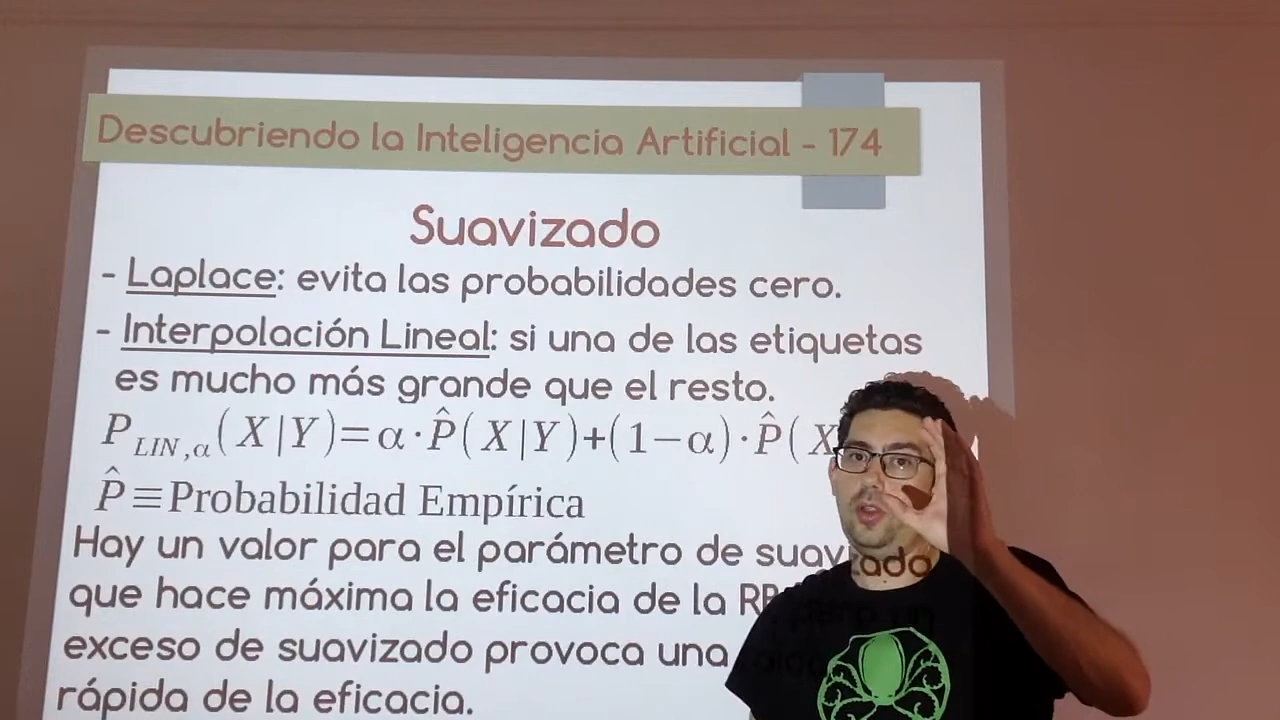 Descubriendo la Inteligencia Artificial - 174
Suavizado
- Laplace: evita las probabilidades cero.
- Interpolación Lineal: si una de las etiquetas
es mucho más grande que el resto.
P_{LIN,α}(X|Y)=α·P̂(X|Y)+(1−α)·P̂(X
P̂≡Probabilidad Empírica
Hay un valor para el parámetro de suavizado
que hace máxima la eficacia de la pero un
exceso de suavizado provoca una
rápida de la eficacia.